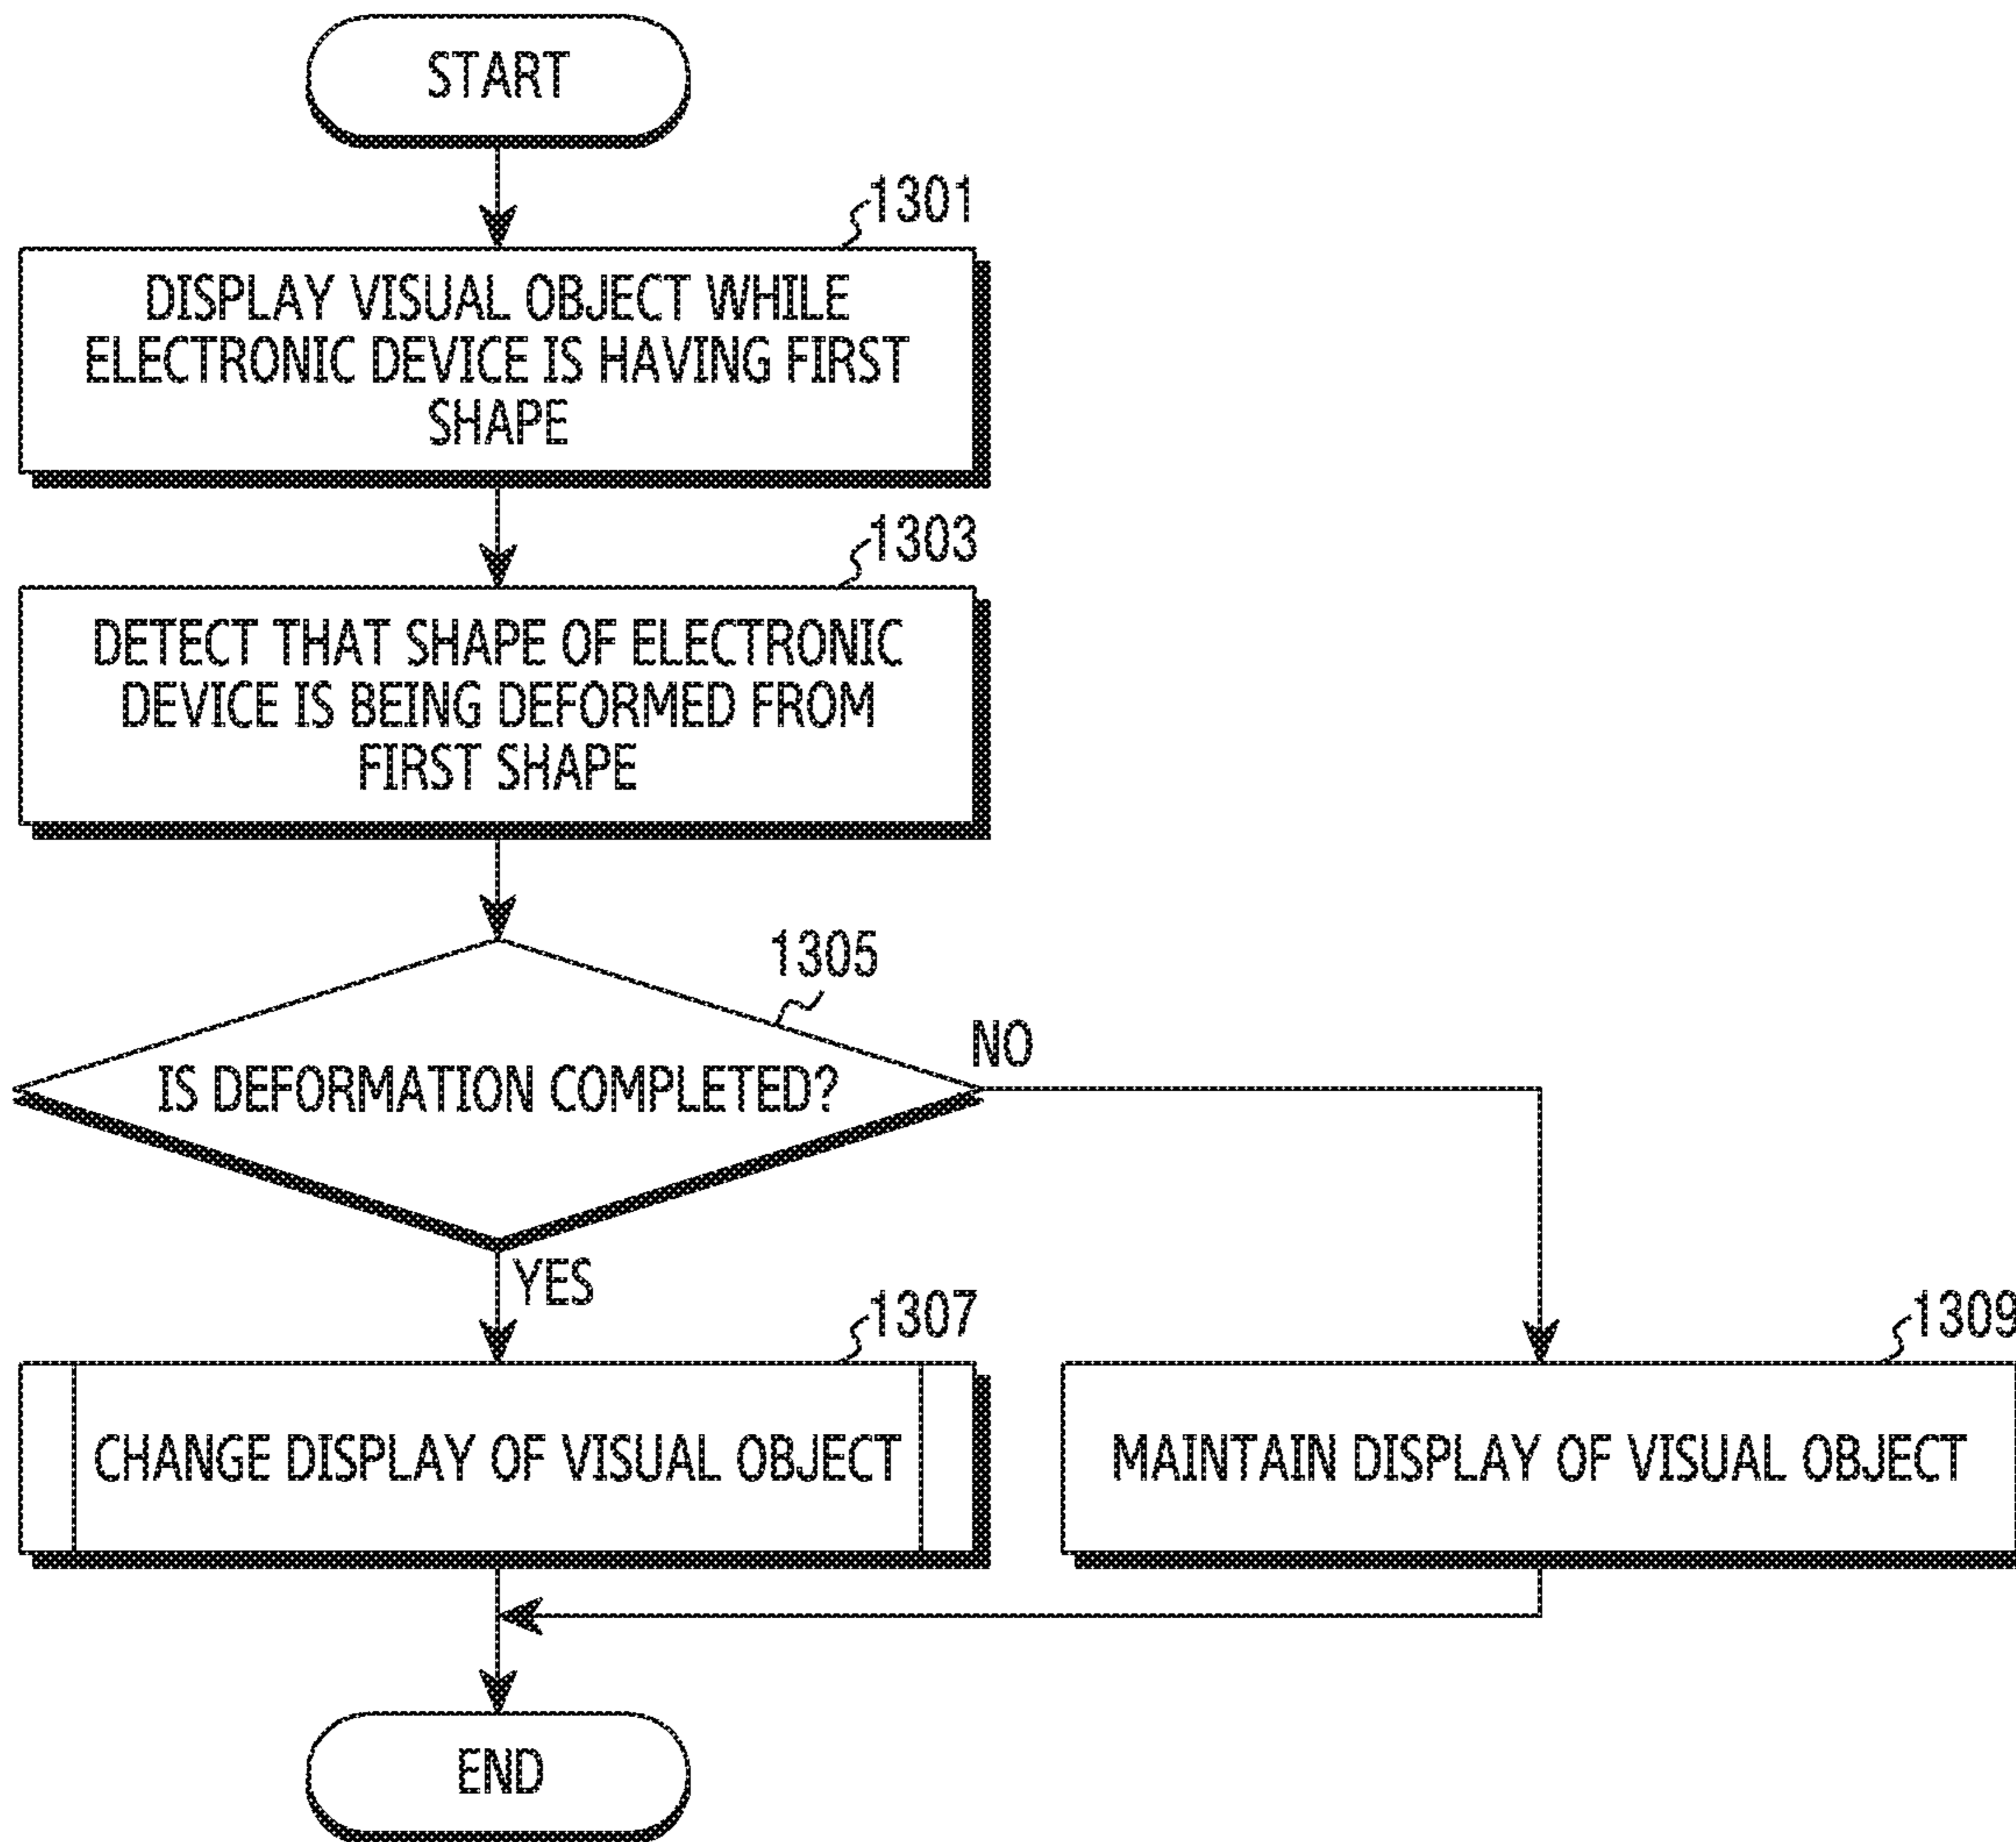 START
1301
DISPLAY VISUAL OBJECT WHILE
ELECTRONIC DEVICE IS HAVING FIRST
SHAPE
1303
DETECT THAT SHAPE OF ELECTRONIC
DEVICE IS BEING DEFORMED FROM
FIRST SHAPE
1305
IS DEFORMATION COMPLETED?
NO
YES
1307
CHANGE DISPLAY OF VISUAL OBJECT
1309
MAINTAIN DISPLAY OF VISUAL OBJECT
END